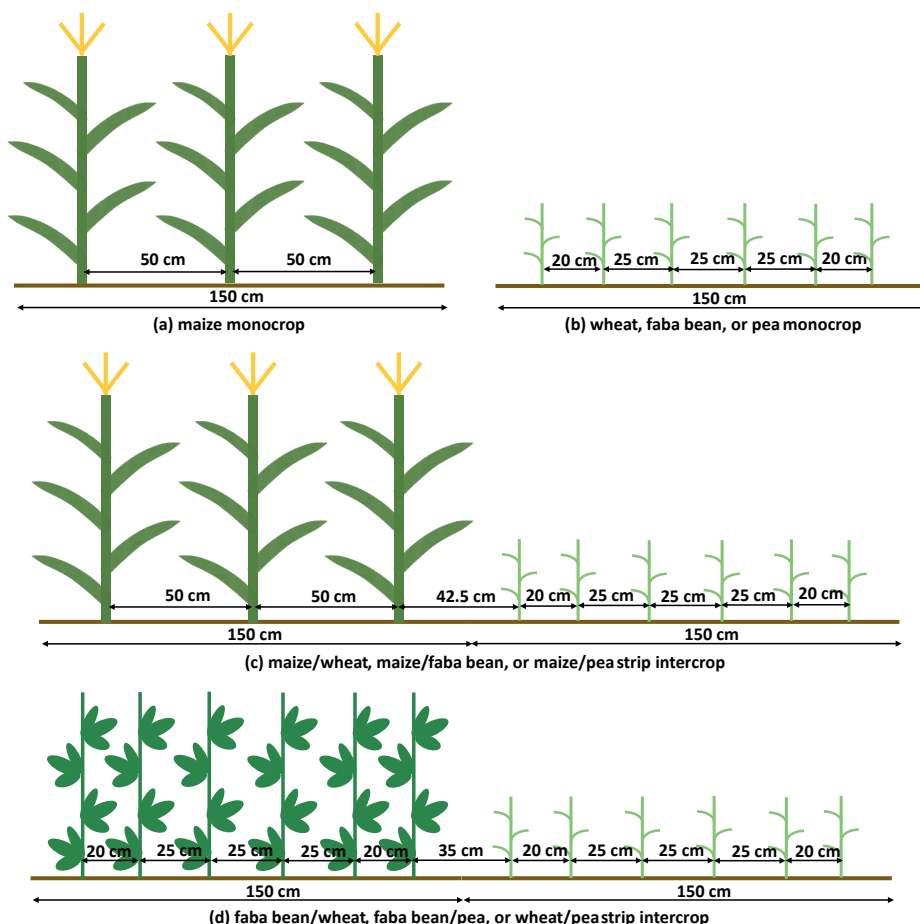 50 cm 50 cm
150 cm
(a) maize monocrop
20 cm 25 cm 25 cm 25 cm 20 cm
150 cm
(b) wheat, faba bean, or pea monocrop
50 cm 50 cm 42.5 cm 20 cm 25 cm 25 cm 25 cm 20 cm
150 cm 150 cm
(c) maize/wheat, maize/faba bean, or maize/pea strip intercrop
20 cm 25 cm 25 cm 25 cm 20 cm 35 cm 20 cm 25 cm 25 cm 25 cm 20 cm
150 cm 150 cm
(d) faba bean/wheat, faba bean/pea, or wheat/pea strip intercrop